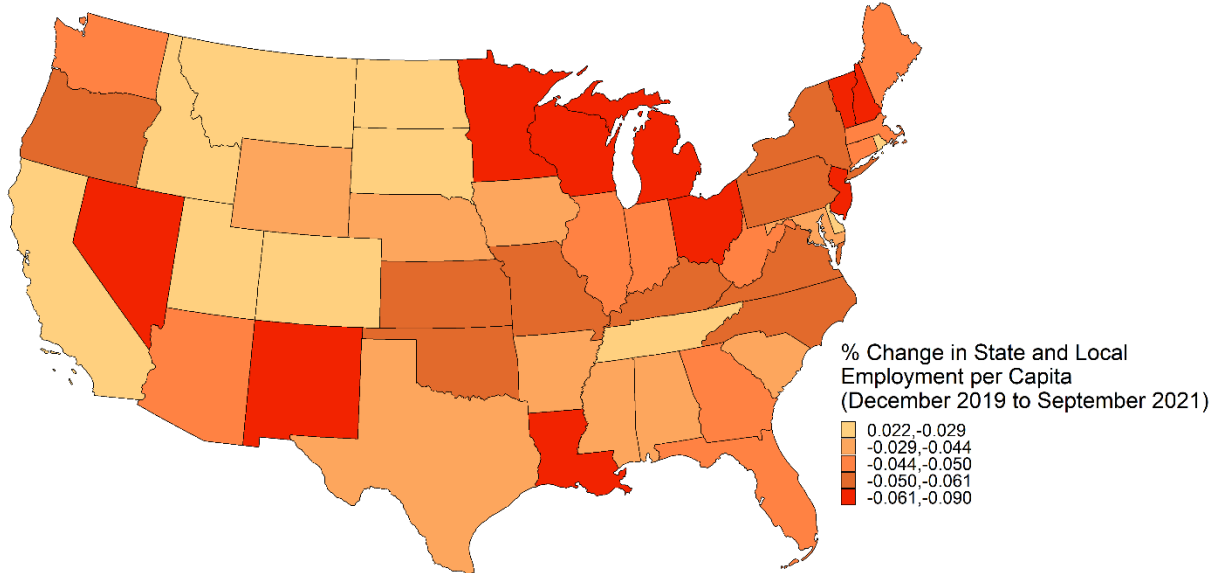 % Change in State and Local
Employment per Capita
(December 2019 to September 2021)
0.022,-0.029
-0.029,-0.044
-0.044,-0.050
-0.050,-0.061
-0.061,-0.090